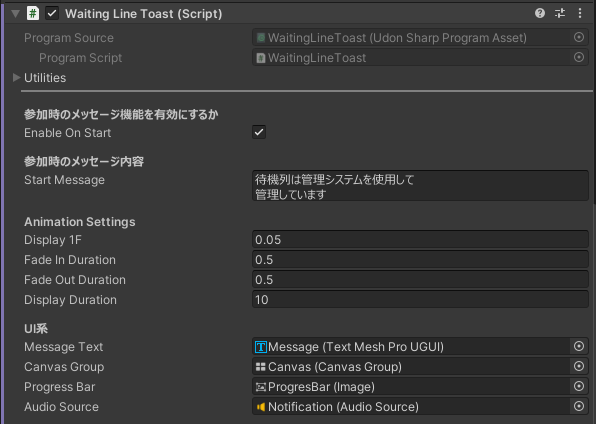 Waiting Line Toast (Script)
Program Source WaitingLineToast (Udon Sharp Program Asset)
Program Script WaitingLineToast
Utilities
参加時のメッセージ機能を有効にするか
Enable On Start
参加時のメッセージ内容
Start Message 待機列は管理システムを使用して
管理しています
Animation Settings
Display 1F 0.05
Fade In Duration 0.5
Fade Out Duration 0.5
Display Duration 10
UI系
Message Text Message (Text Mesh Pro UGUI)
Canvas Group Canvas (Canvas Group)
Progress Bar ProgresBar (Image)
Audio Source Notification (Audio Source)